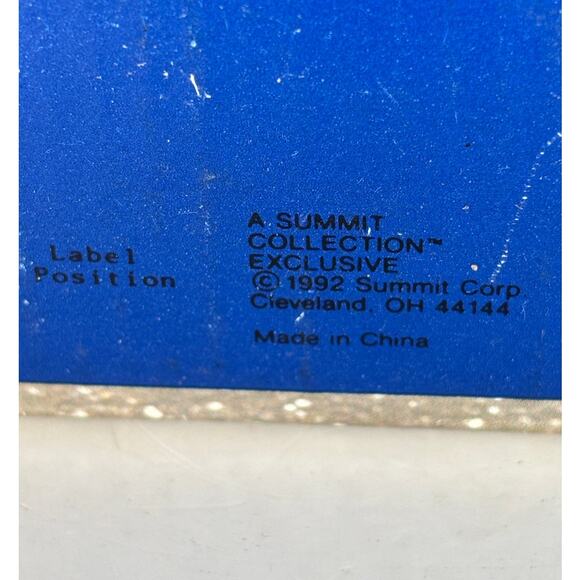 Label
Position
A SUMMIT
COLLECTION™
EXCLUSIVE
© 1992 Summit Corp
Cleveland, OH 44144
Made in China